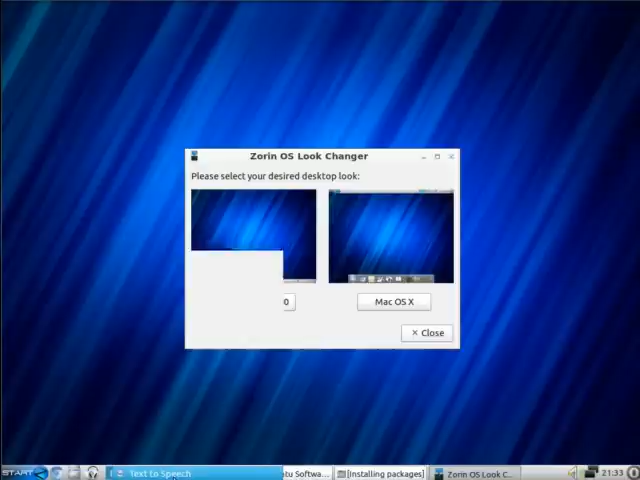 Zorin OS Look Changer
Please select your desired desktop look:
0
Mac OS X
Close
START
Text to Speech
tu Softwa...
[Installing packages]
Zorin OS Look C...
21:33